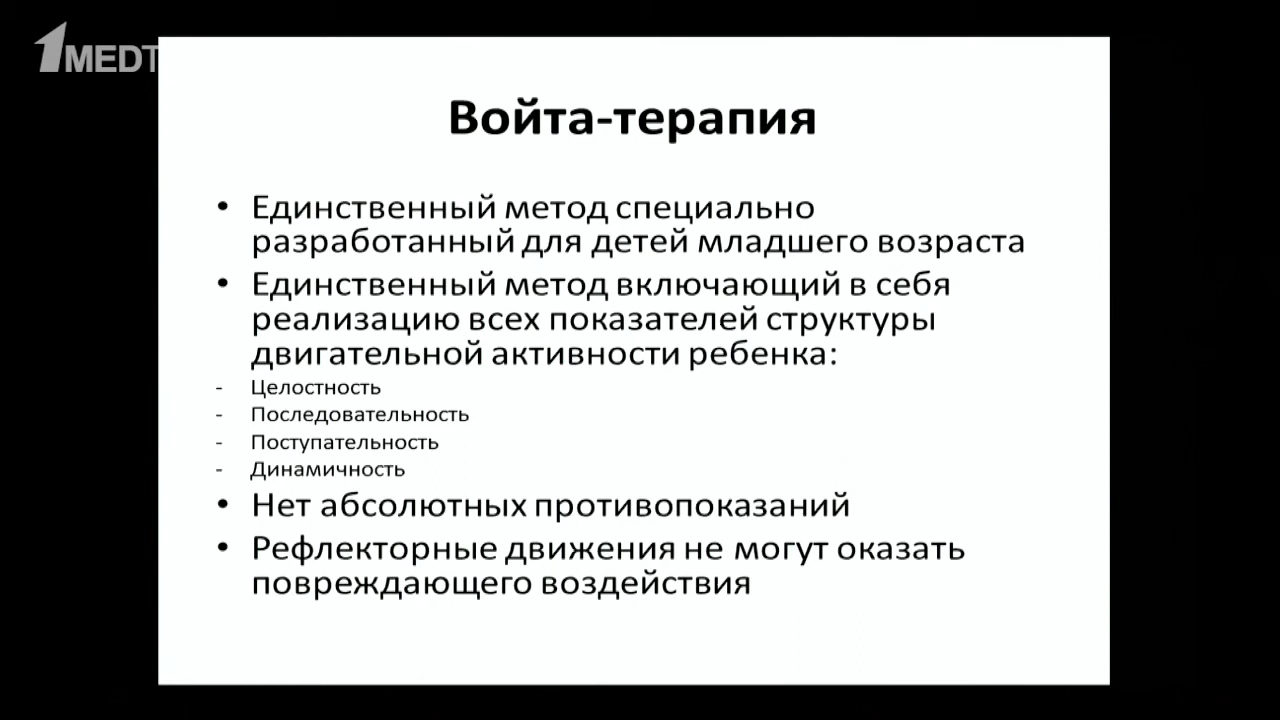 1MEDT
Войта-терапия
• Единственный метод специально
разработанный для детей младшего возраста
• Единственный метод включающий в себя
реализацию всех показателей структуры
двигательной активности ребенка:
- Целостность
- Последовательность
- Поступательность
- Динамичность
• Нет абсолютных противопоказаний
• Рефлекторные движения не могут оказать
повреждающего воздействия